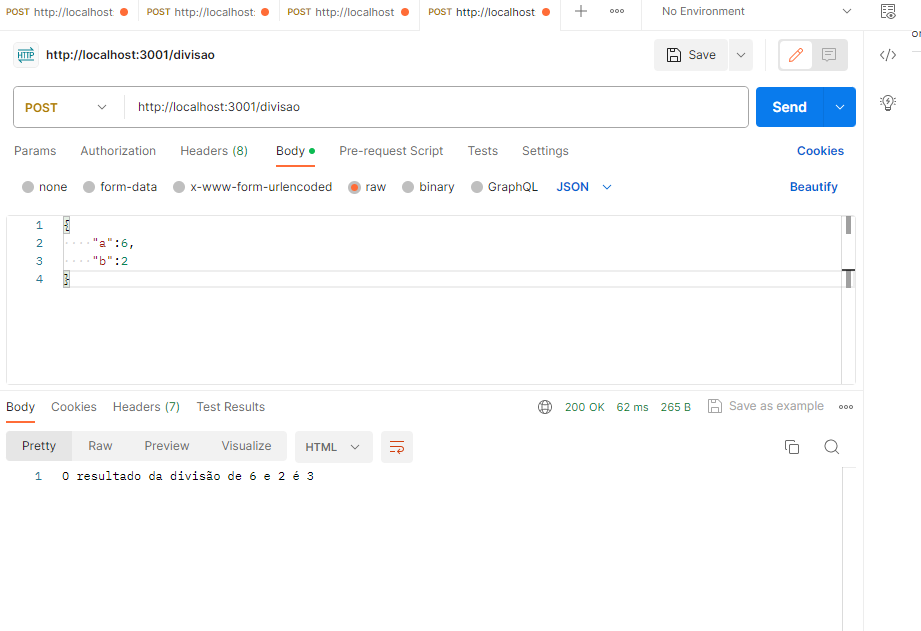 POST http://localhost: POST http://localhost: POST http://localhost POST http://localhost No Environment
HTTP http://localhost:3001/divisao Save
POST http://localhost:3001/divisao Send
Params Authorization Headers (8) Body Pre-request Script Tests Settings Cookies
none form-data x-www-form-urlencoded raw binary GraphQL JSON Beautify
1 {
2 "a":6,
3 "b":2
4 }
Body Cookies Headers (7) Test Results 200 OK 62 ms 265 B Save as example
Pretty Raw Preview Visualize HTML
1 O resultado da divisão de 6 e 2 é 3